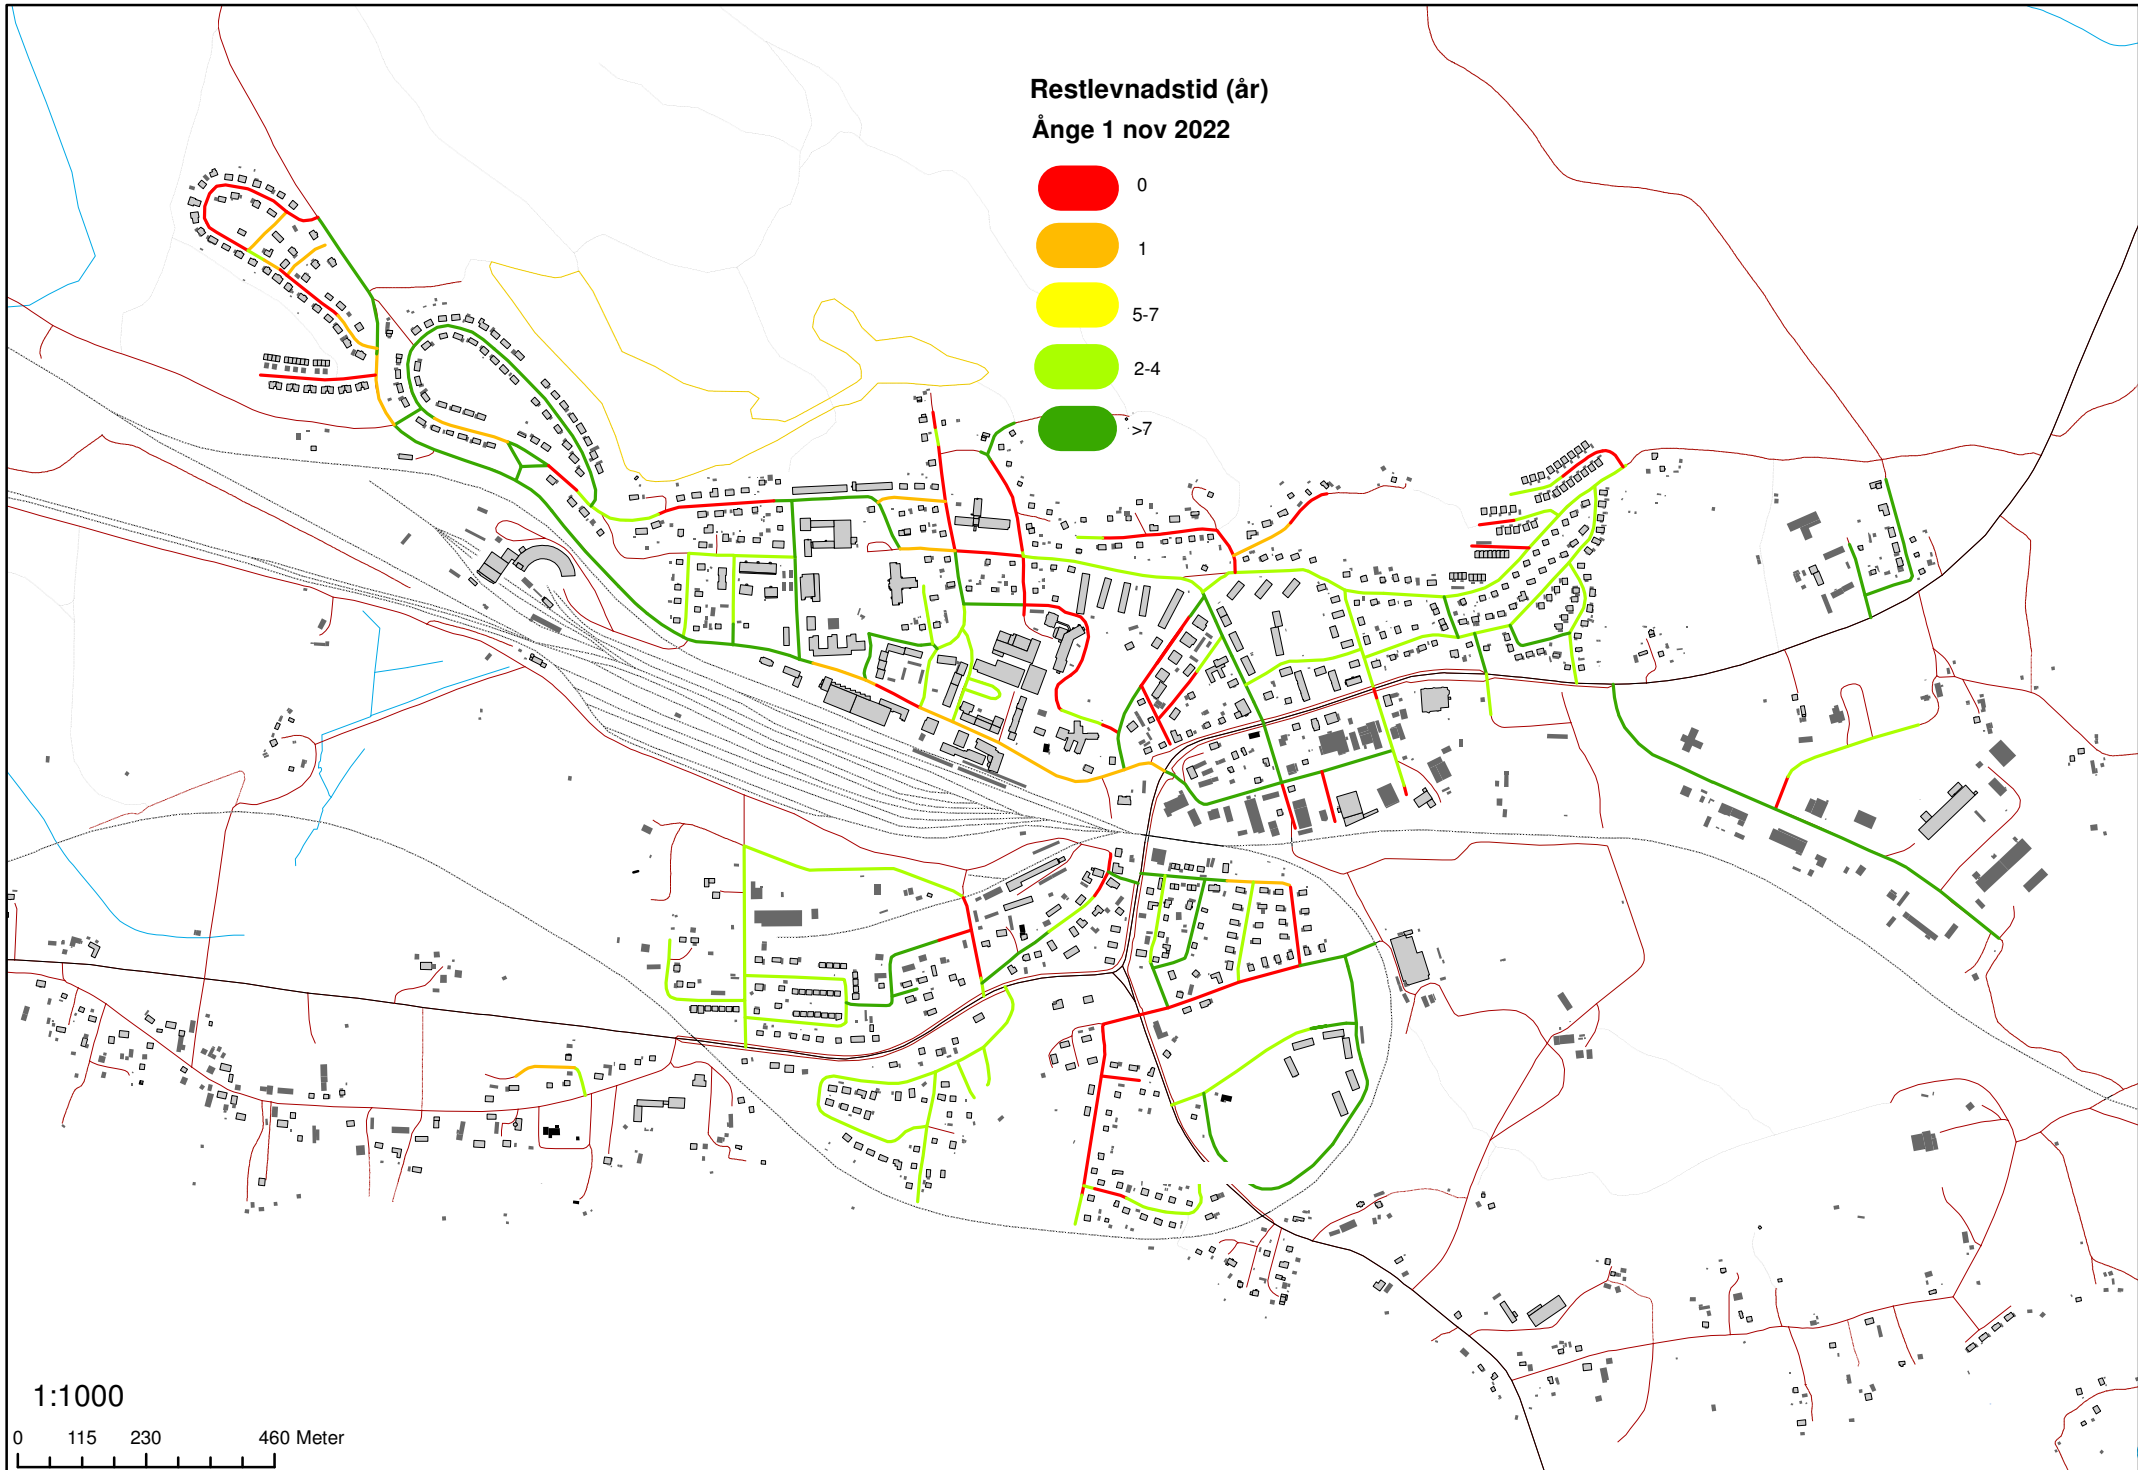 Restlevnadstid (år)
Ånge 1 nov 2022
0
1
5-7
2-4
>7
1:1000
0 115 230 460 Meter